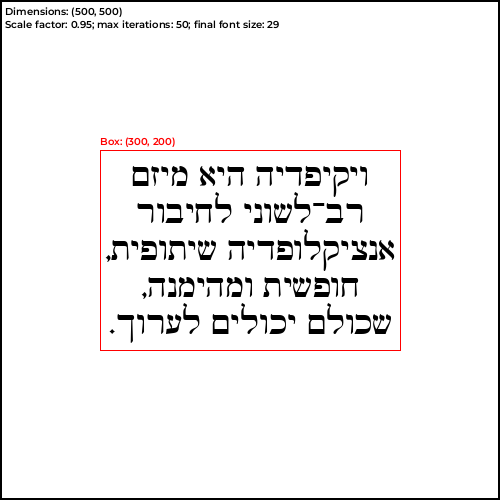 Dimensions: (500, 500)
Scale factor: 0.95; max iterations: 50; final font size: 29
Box: (300, 200)
ויקיפדיה היא מיזם
רב־לשוני לחיבור
אנציקלופדיה שיתופית,
חופשית ומהימנה,
שכולם יכולים לערוך.